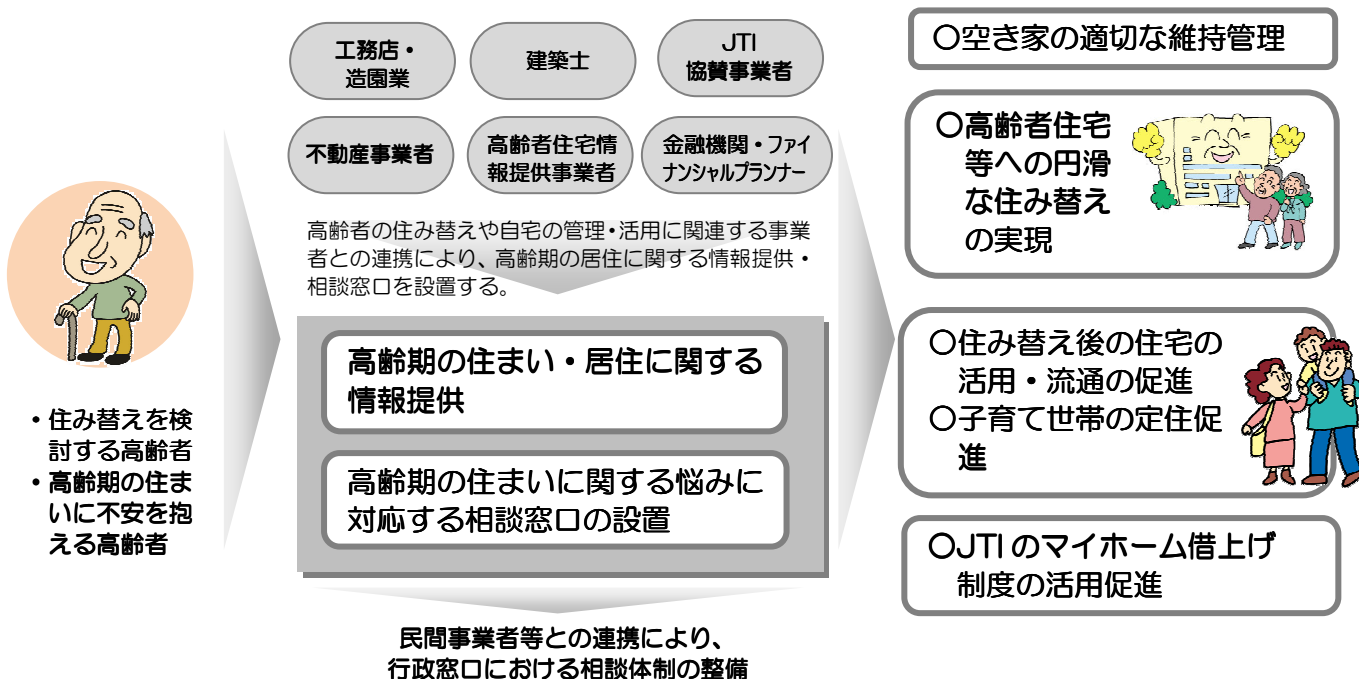 ・住み替えを検
討する高齢者
・高齢期の住ま
いに不安を抱
える高齢者
工務店・
造園業
建築士
JTI
協賛事業者
不動産事業者
高齢者住宅情
報提供事業者
金融機関・ファイ
ナンシャルプランナー
高齢者の住み替えや自宅の管理・活用に関連する事業
者との連携により、高齢期の居住に関する情報提供・
相談窓口を設置する。
高齢期の住まい・居住に関する
情報提供
高齢期の住まいに関する悩みに
対応する相談窓口の設置
民間事業者等との連携により、
行政窓口における相談体制の整備
〇空き家の適切な維持管理
〇高齢者住宅
等への円滑
な住み替え
の実現
〇住み替え後の住宅の
活用・流通の促進
〇子育て世帯の定住促
進
〇JTIのマイホーム借上げ
制度の活用促進